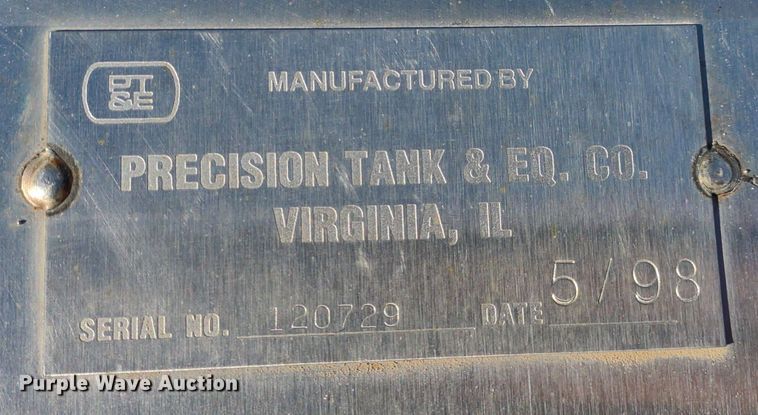 PT
&E
MANUFACTURED BY
PRECISION TANK & EQ. CO.
VIRGINIA, IL
SERIAL NO. 120729 DATE 5/98
Purple Wave Auction